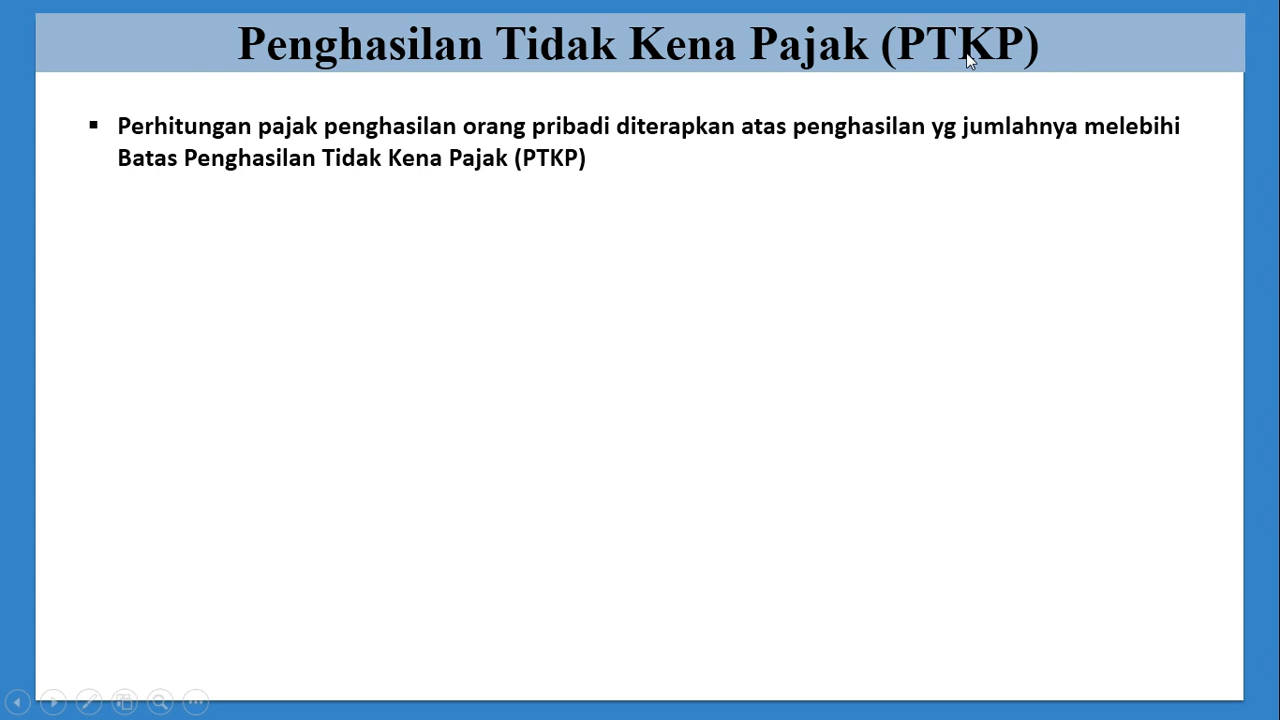 Penghasilan Tidak Kena Pajak (PTKP)
▪ Perhitungan pajak penghasilan orang pribadi diterapkan atas penghasilan yg jumlahnya melebihi
Batas Penghasilan Tidak Kena Pajak (PTKP)